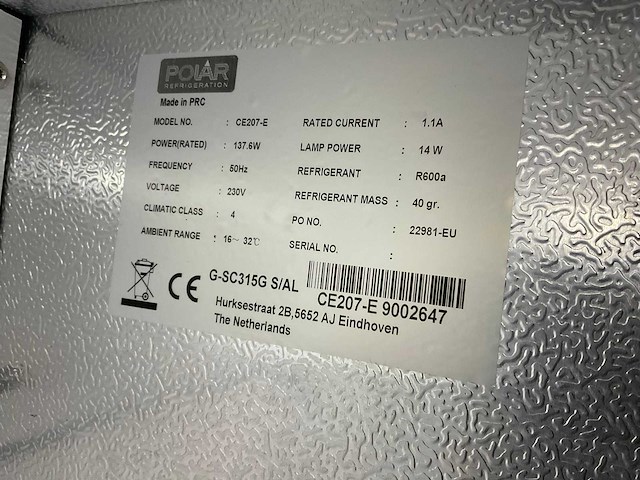 POLAR
REFRIGERATION
Made in PRC
MODEL NO. : CE207-E
POWER(RATED) : 137.6W
FREQUENCY : 50Hz
VOLTAGE : 230V
CLIMATIC CLASS : 4
AMBIENT RANGE : 16～ 32℃
RATED CURRENT : 1.1A
LAMP POWER : 14 W
REFRIGERANT : R600a
REFRIGERANT MASS : 40 gr.
PO NO. : 22981-EU
SERIAL NO. :
CE
G-SC315G S/AL
CE207-E 9002647
Hurksestraat 2B,5652 AJ Eindhoven
The Netherlands